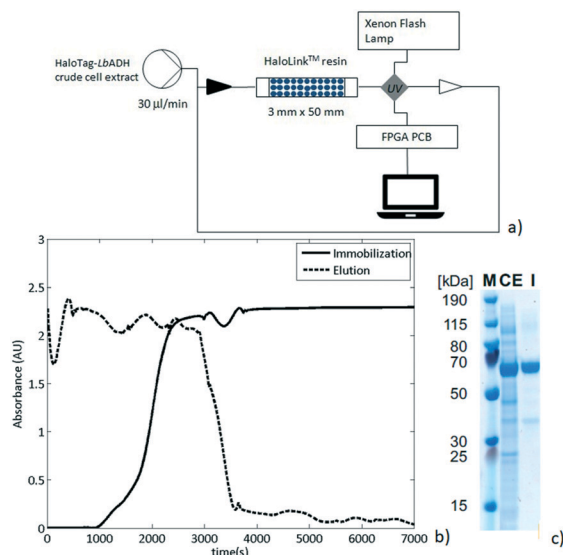 Xenon Flash
Lamp
HaloTag-LbADH
crude cell extract
HaloLink™ resin
UV
30 µl/min
3 mm x 50 mm
FPGA PCB
a)
3
2.5
2
1.5
1
0.5
0
Absorbance (AU)
Immobilization
Elution
0 1000 2000 3000 4000 5000 6000 7000
time(s)
b)
[kDa] M CE I
190
115
80
70
50
30
25
15
c)